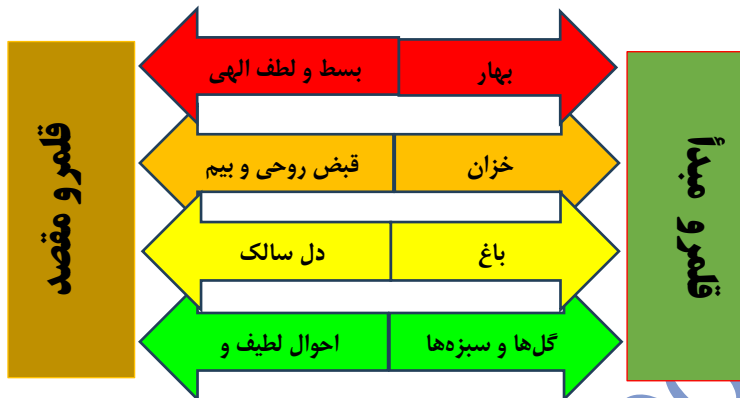 قلمرو مبدأ
بهار
بسط و لطف الهی
خزان
قبض روحی و بیم
باغ
دل سالک
گل‌ها و سبزه‌ها
احوال لطیف و
قلمرو مقصد